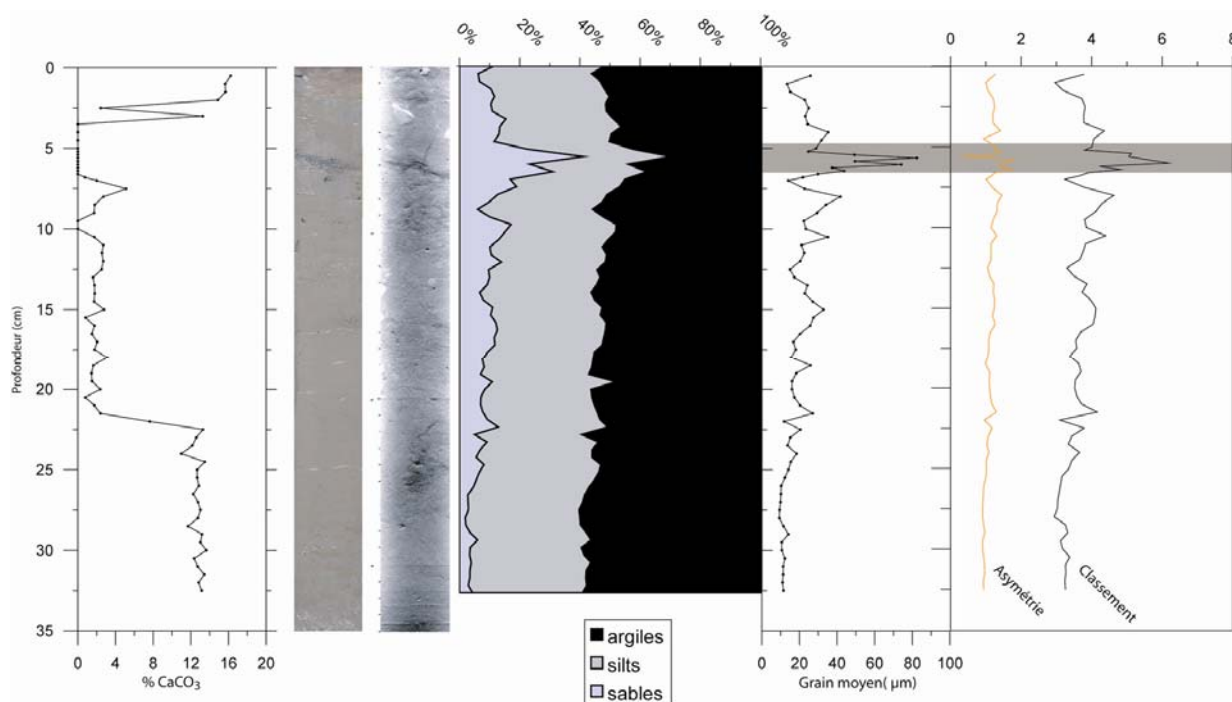 0% 20% 40% 60% 80% 100%
0 2 4 6 8
0
5
10
15
20
25
30
35
Profondeur (cm)
0 4 8 12 16 20
% CaCO₃
argiles
silts
sables
0 20 40 60 80 100
Grain moyen( µm)
Asymétrie
Classement